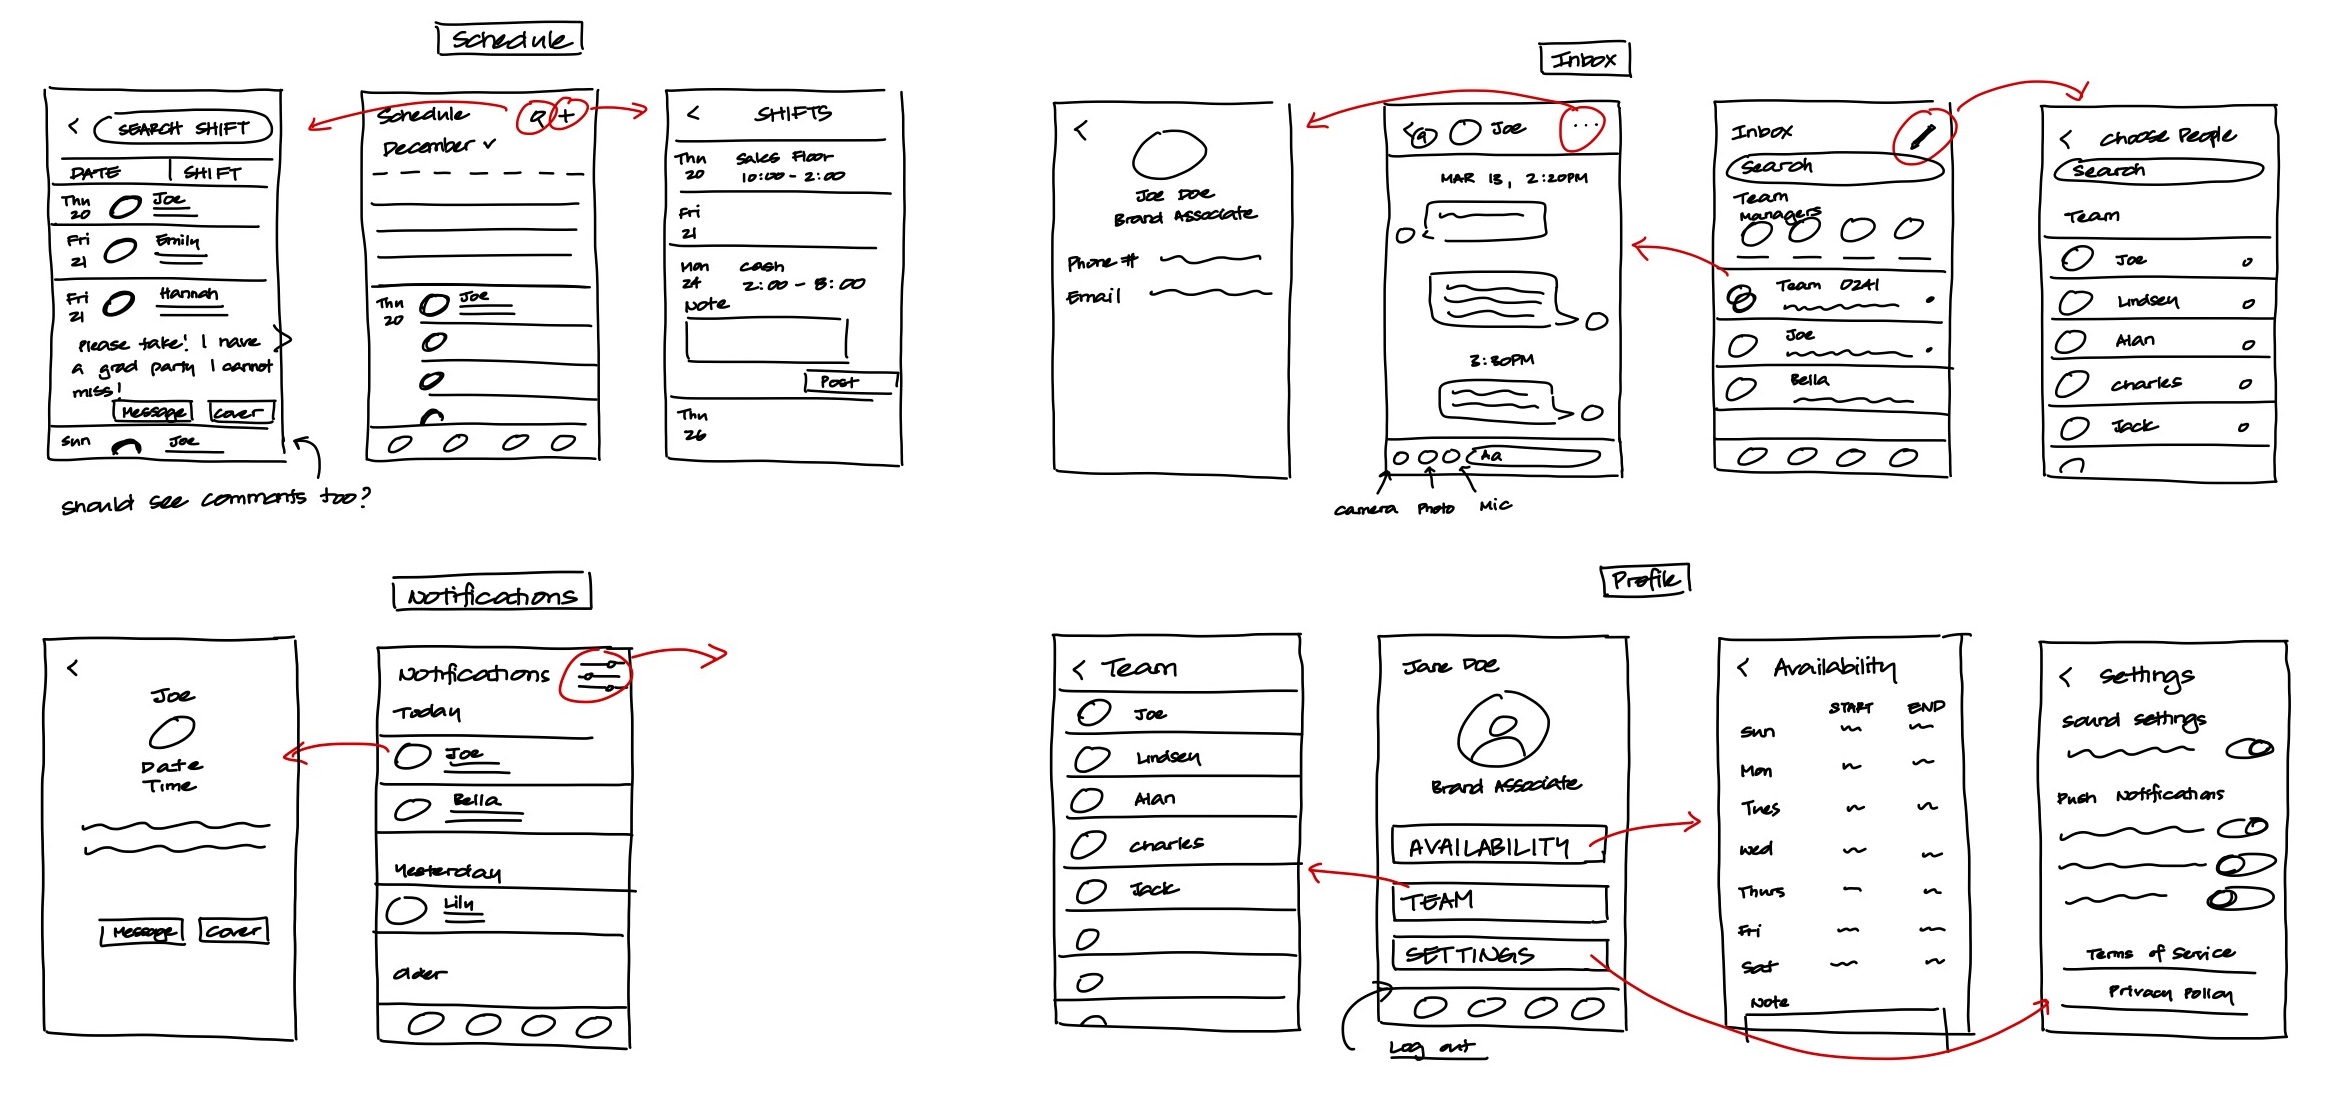 Schedule
< SEARCH SHIFT
DATE | SHIFT
Thu
20
Joe
Fri
21
Emily
Fri
21
Hannah
Please take! I have
a grad party I cannot
miss!
Message
Cover
Sun
Joe
Should see comments too?
Schedule
+
December
Thu
20
Joe
< SHIFTS
Thu
20
Sales Floor
10:00 - 2:00
Fri
21
Mon
24
Cash
2:00 - 8:00
Note
Post
Thu
26
Inbox
<
Joe Doe
Brand Associate
Phone #
Email
< Joe ...
MAR 13, 2:20PM
3:30PM
Aa
Camera
Photo
Mic
Inbox
Search
Team
Managers
Team 0241
Joe
Bella
< Choose People
Search
Team
Joe
Lindsey
Alan
Charles
Jack
Notifications
<
Joe
Date
Time
Message
Cover
Notifications
Today
Joe
Bella
Yesterday
Lily
Older
Profile
< Team
Joe
Lindsey
Alan
Charles
Jack
Jane Doe
Brand Associate
AVAILABILITY
TEAM
SETTINGS
Log out
< Availability
START END
Sun
Mon
Tues
Wed
Thurs
Fri
Sat
Note
< Settings
Sound Settings
Push Notifications
Terms of Service
Privacy Policy